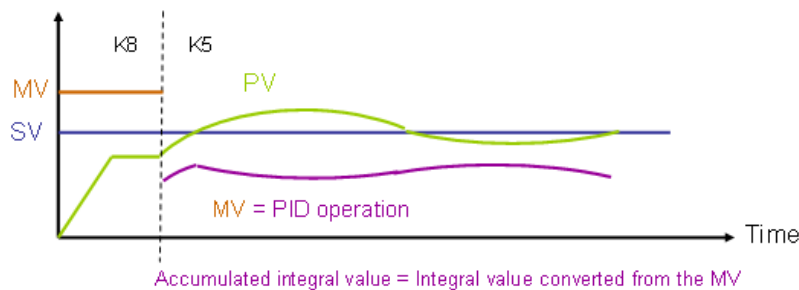 K8 K5
MV
PV
SV
MV = PID operation
Time
Accumulated integral value = Integral value converted from the MV